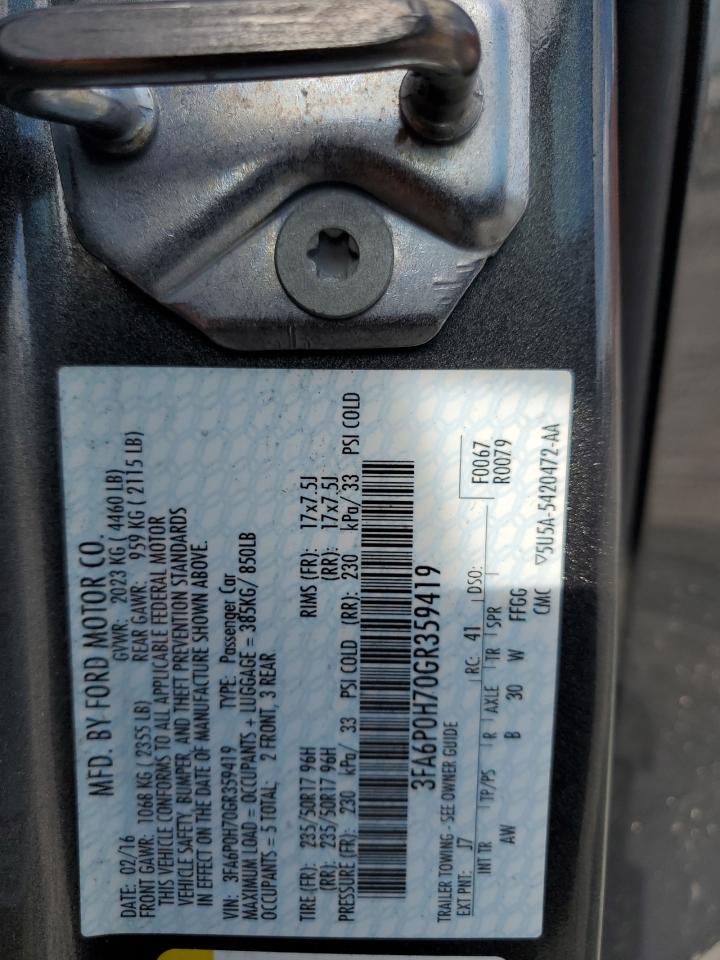 MFD. BY FORD MOTOR CO.
DATE: 02/16 GVWR: 2023 KG ( 4460 LB)
FRONT GAWR: 1068 KG ( 2355 LB) REAR GAWR: 959 KG ( 2115 LB)
THIS VEHICLE CONFORMS TO ALL APPLICABLE FEDERAL MOTOR
VEHICLE SAFETY, BUMPER, AND THEFT PREVENTION STANDARDS
IN EFFECT ON THE DATE OF MANUFACTURE SHOWN ABOVE.
VIN: 3FA6P0H70GR359419 TYPE: Passenger Car
MAXIMUM LOAD = OCCUPANTS + LUGGAGE = 385KG/ 850LB
OCCUPANTS = 5 TOTAL: 2 FRONT, 3 REAR
TIRE (FR): 235/50R17 96H RIMS (FR): 17x7.5J
(RR): 235/50R17 96H (RR): 17x7.5J
PRESSURE (FR): 230 kPa/ 33 PSI COLD (RR): 230 kPa/ 33 PSI COLD
3FA6P0H70GR359419
TRAILER TOWING - SEE OWNER GUIDE F0067
EXT PNT: J7 RC: 41 DSO: R0079
INT TR TP/PS R AXLE TR SPR
AW B 30 W FFGG
CMC ▽5U5A-5420472-AA